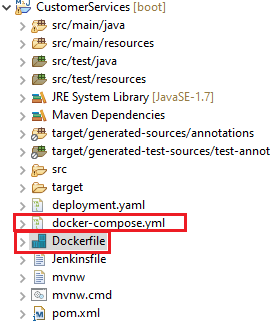 CustomerServices [boot]
src/main/java
src/main/resources
src/test/java
src/test/resources
JRE System Library [JavaSE-1.7]
Maven Dependencies
target/generated-sources/annotations
target/generated-test-sources/test-annot
src
target
deployment.yaml
docker-compose.yml
Dockerfile
Jenkinsfile
mvnw
mvnw.cmd
pom.xml